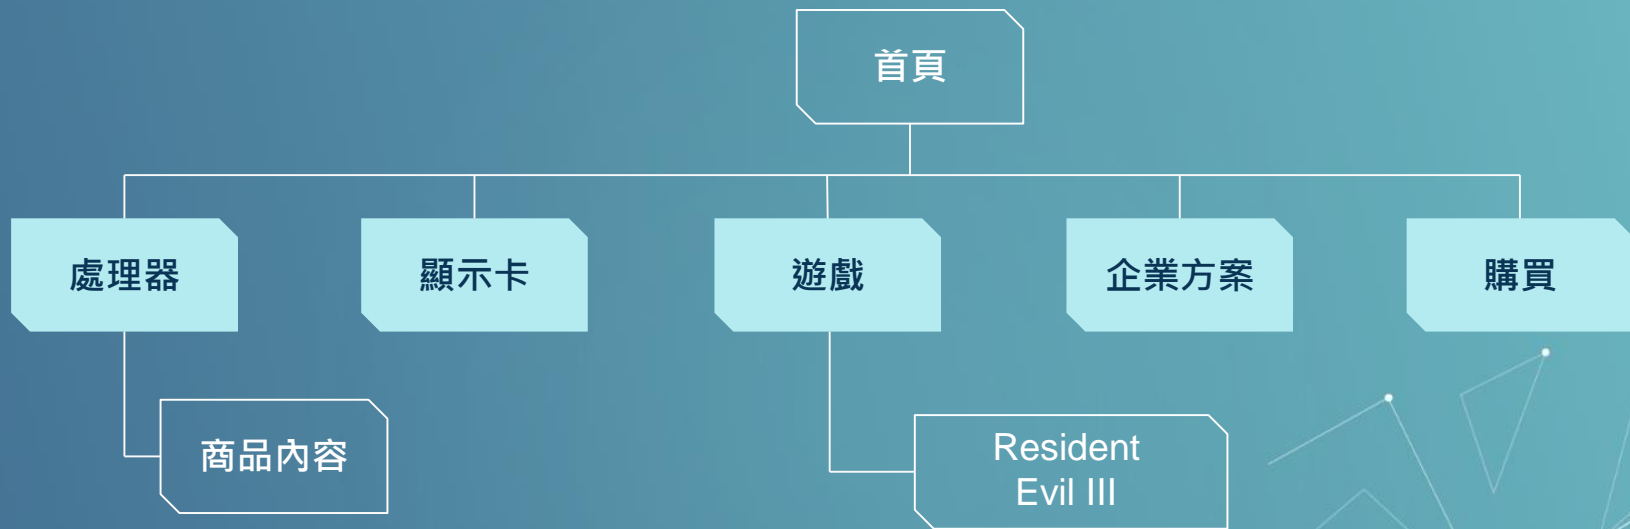 首頁
處理器
顯示卡
遊戲
企業方案
購買
商品內容
Resident
Evil III